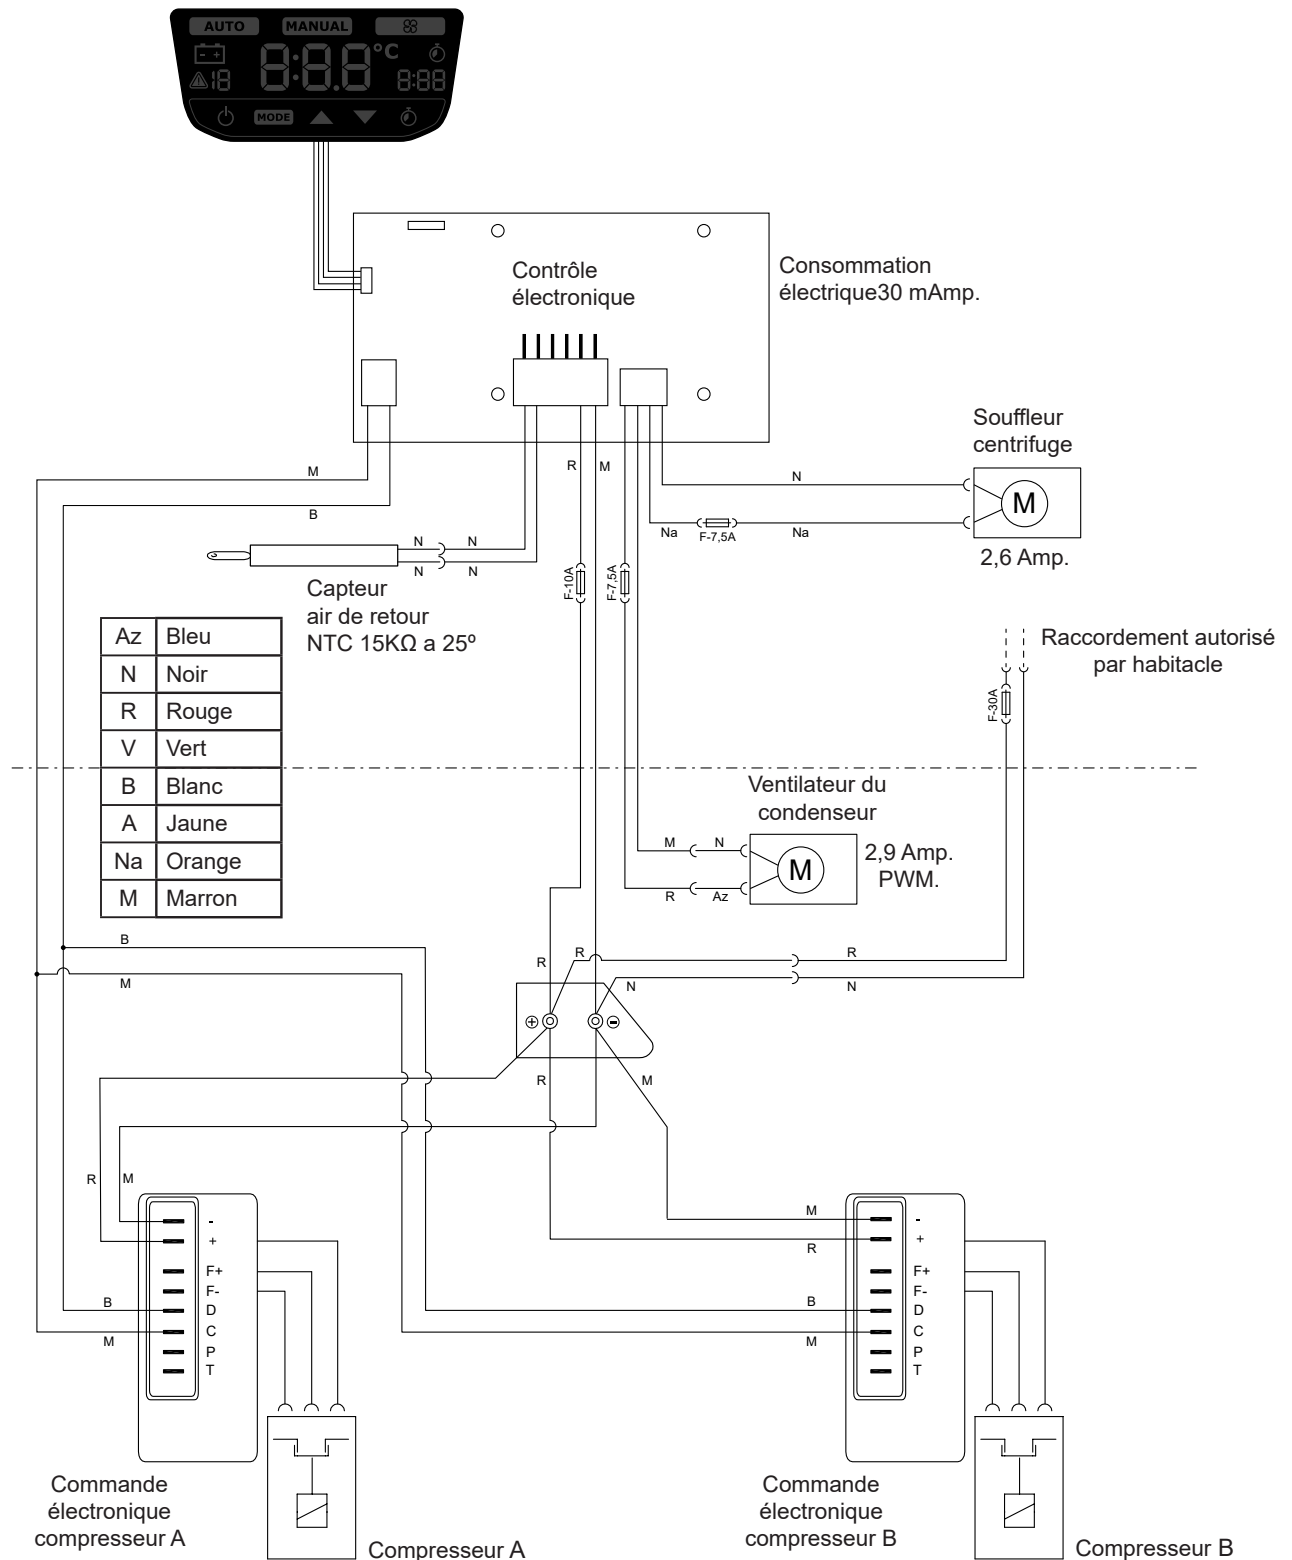 AUTO MANUAL
8:8.8 °C
18 8:88
MODE
Contrôle
électronique
Consommation
électrique30 mAmp.
Souffleur
centrifuge
M
2,6 Amp.
M
B
R
M
N
Na
F-7,5A
Na
N
N
N
N
Capteur
air de retour
NTC 15KΩ a 25º
F-10A
F-7,5A
Raccordement autorisé
par habitacle
F-30A
Az Bleu
N Noir
R Rouge
V Vert
B Blanc
A Jaune
Na Orange
M Marron
Ventilateur du
condenseur
M
2,9 Amp.
PWM.
M
N
R
Az
B
M
R
R
R
N
N
+
-
R
M
R
M
-
+
F+
F-
D
C
P
T
B
M
M
R
B
M
-
+
F+
F-
D
C
P
T
Commande
électronique
compresseur A
Compresseur A
Commande
électronique
compresseur B
Compresseur B